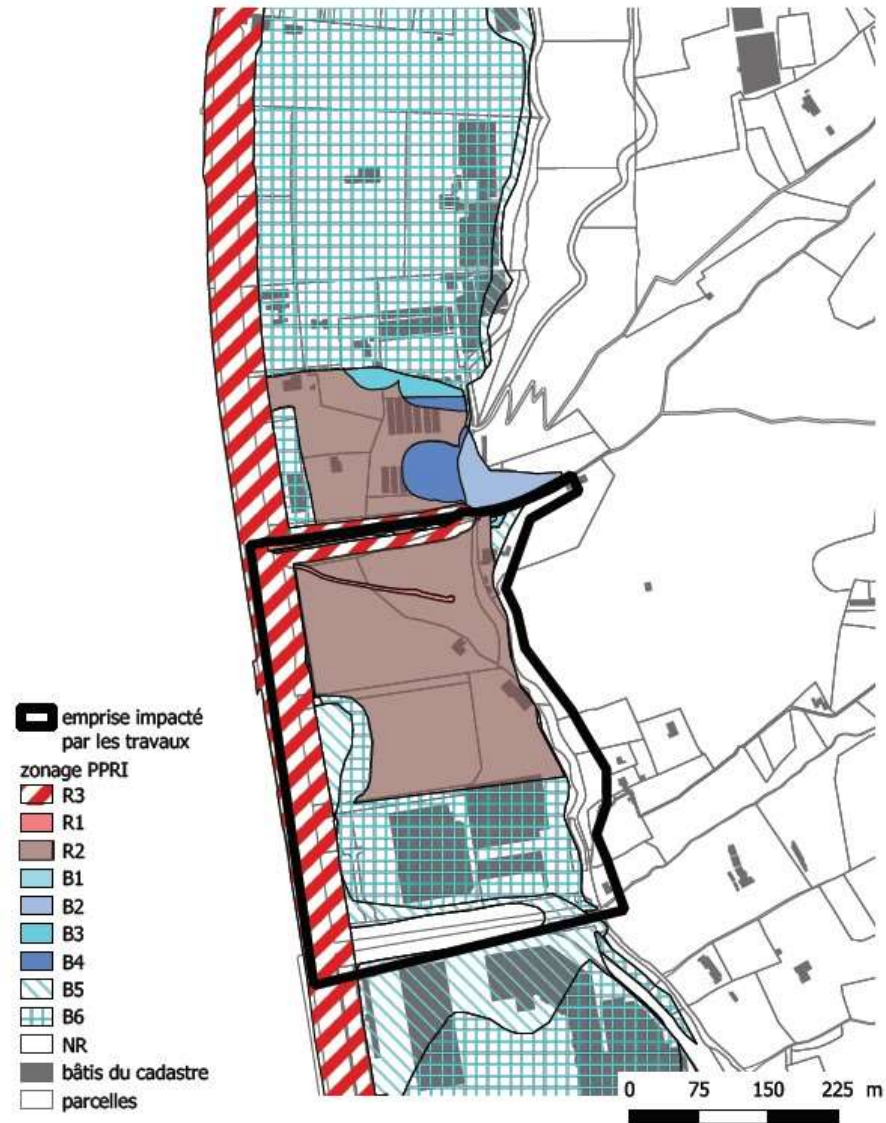 emprise impacté
par les travaux
zonage PPRI
R3
R1
R2
B1
B2
B3
B4
B5
B6
NR
bâtis du cadastre
parcelles
0 75 150 225 m